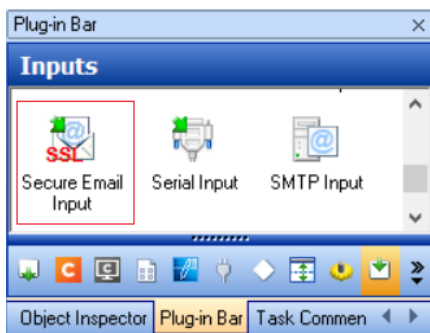 Plug-in Bar
Inputs
SSL
Secure Email
Input
Serial Input
SMTP Input
Object Inspector
Plug-in Bar
Task Commen